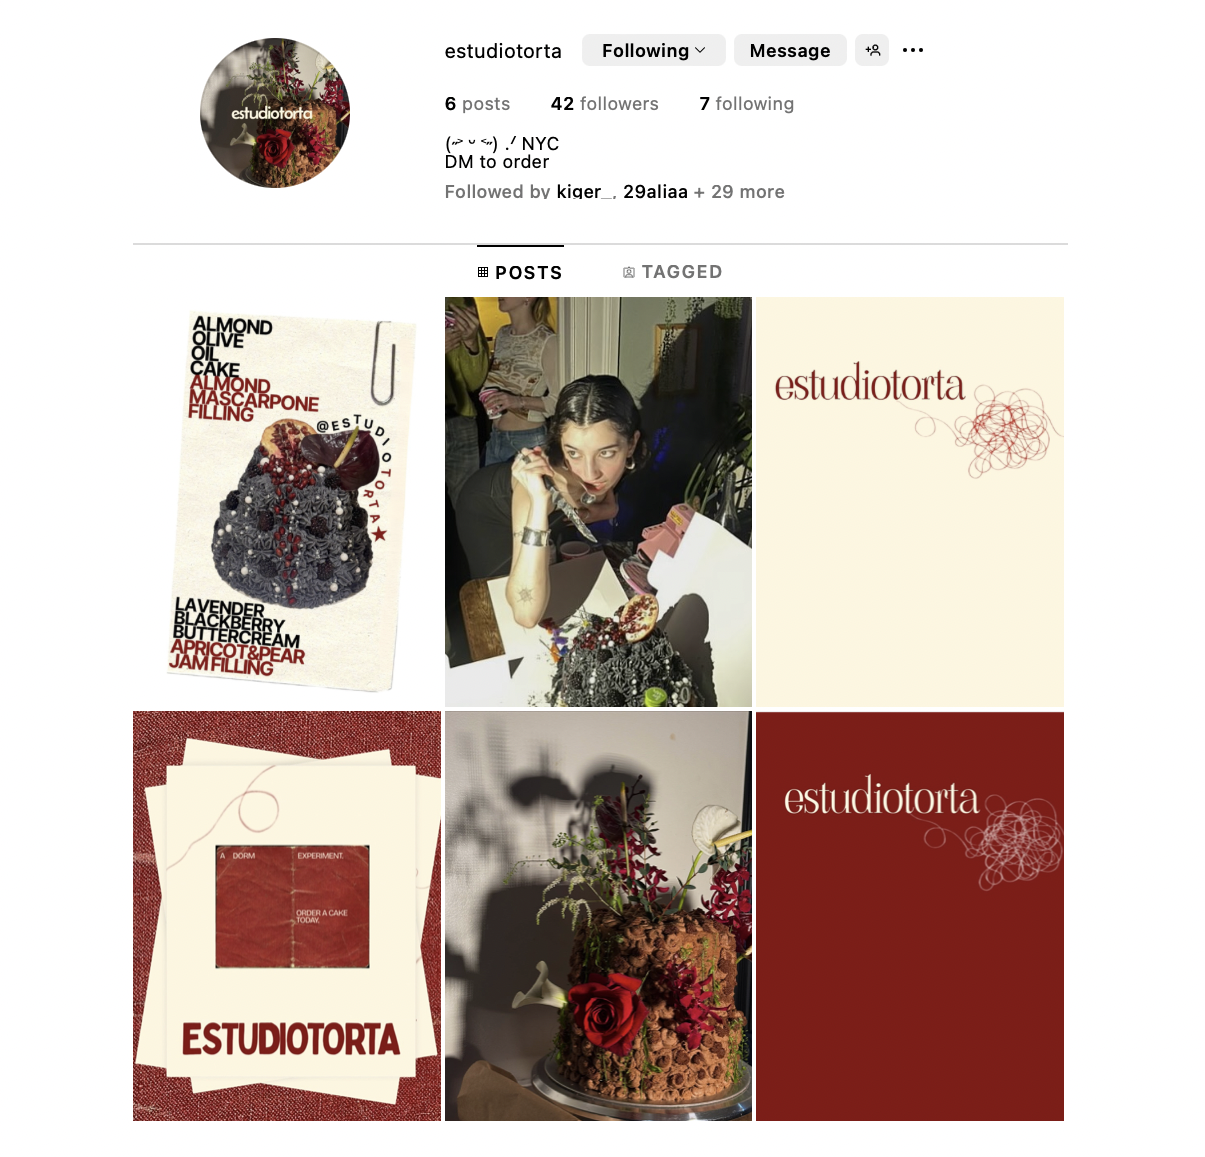 estudiotorta Following Message
6 posts 42 followers 7 following
(˶˃ ᵕ ˂˶) .ᐟ NYC
DM to order
Followed by kiger_, 29aliaa + 29 more
estudiotorta
POSTS TAGGED
ALMOND
OLIVE
OIL
CAKE
ALMOND
MASCARPONE
FILLING
@ESTUDIOTORTA★
LAVENDER
BLACKBERRY
BUTTERCREAM
APRICOT&PEAR
JAM FILLING
estudiotorta
A DORM EXPERIMENT.
ORDER A CAKE
TODAY.
ESTUDIOTORTA
estudiotorta